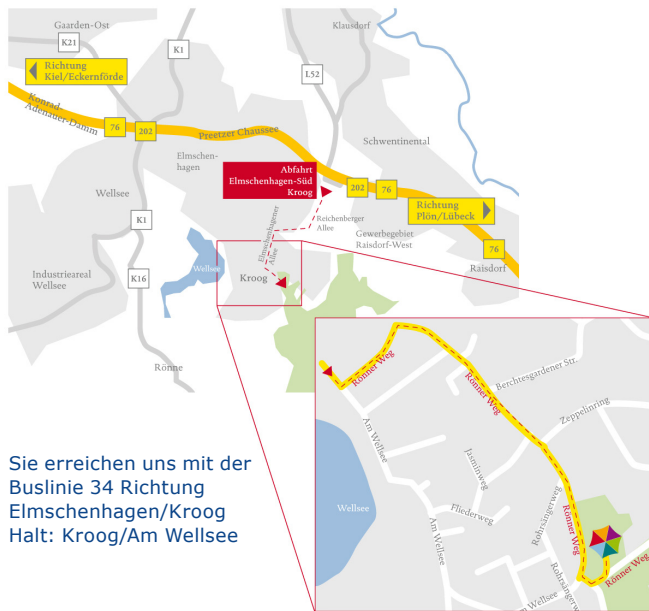 Gaarden-Ost
Klausdorf
K21
K1
Richtung
Kiel/Eckernförde
L52
Konrad-
Adenauer-Damm
76
202
Preetzer Chaussee
Schwentinental
Elmschen-
hagen
Abfahrt
Elmschenhagen-Süd
Kroog
202
76
Wellsee
Richtung
Plön/Lübeck
K1
Elmschenhagener
Allee
Reichenberger
Allee
Gewerbegebiet
Raisdorf-West
76
Raisdorf
Industrieareal
Wellsee
K16
Wellsee
Kroog
Rönne
Rönner Weg
Berchtesgardener Str.
Rönner Weg
Zeppelinring
Am Wellsee
Jasminweg
Wellsee
Fliederweg
Rohrsängerweg
Rönner Weg
Am Wellsee
Rohrsängerweg
Rönner Weg
Am Wellsee
Sie erreichen uns mit der
Buslinie 34 Richtung
Elmschenhagen/Kroog
Halt: Kroog/Am Wellsee